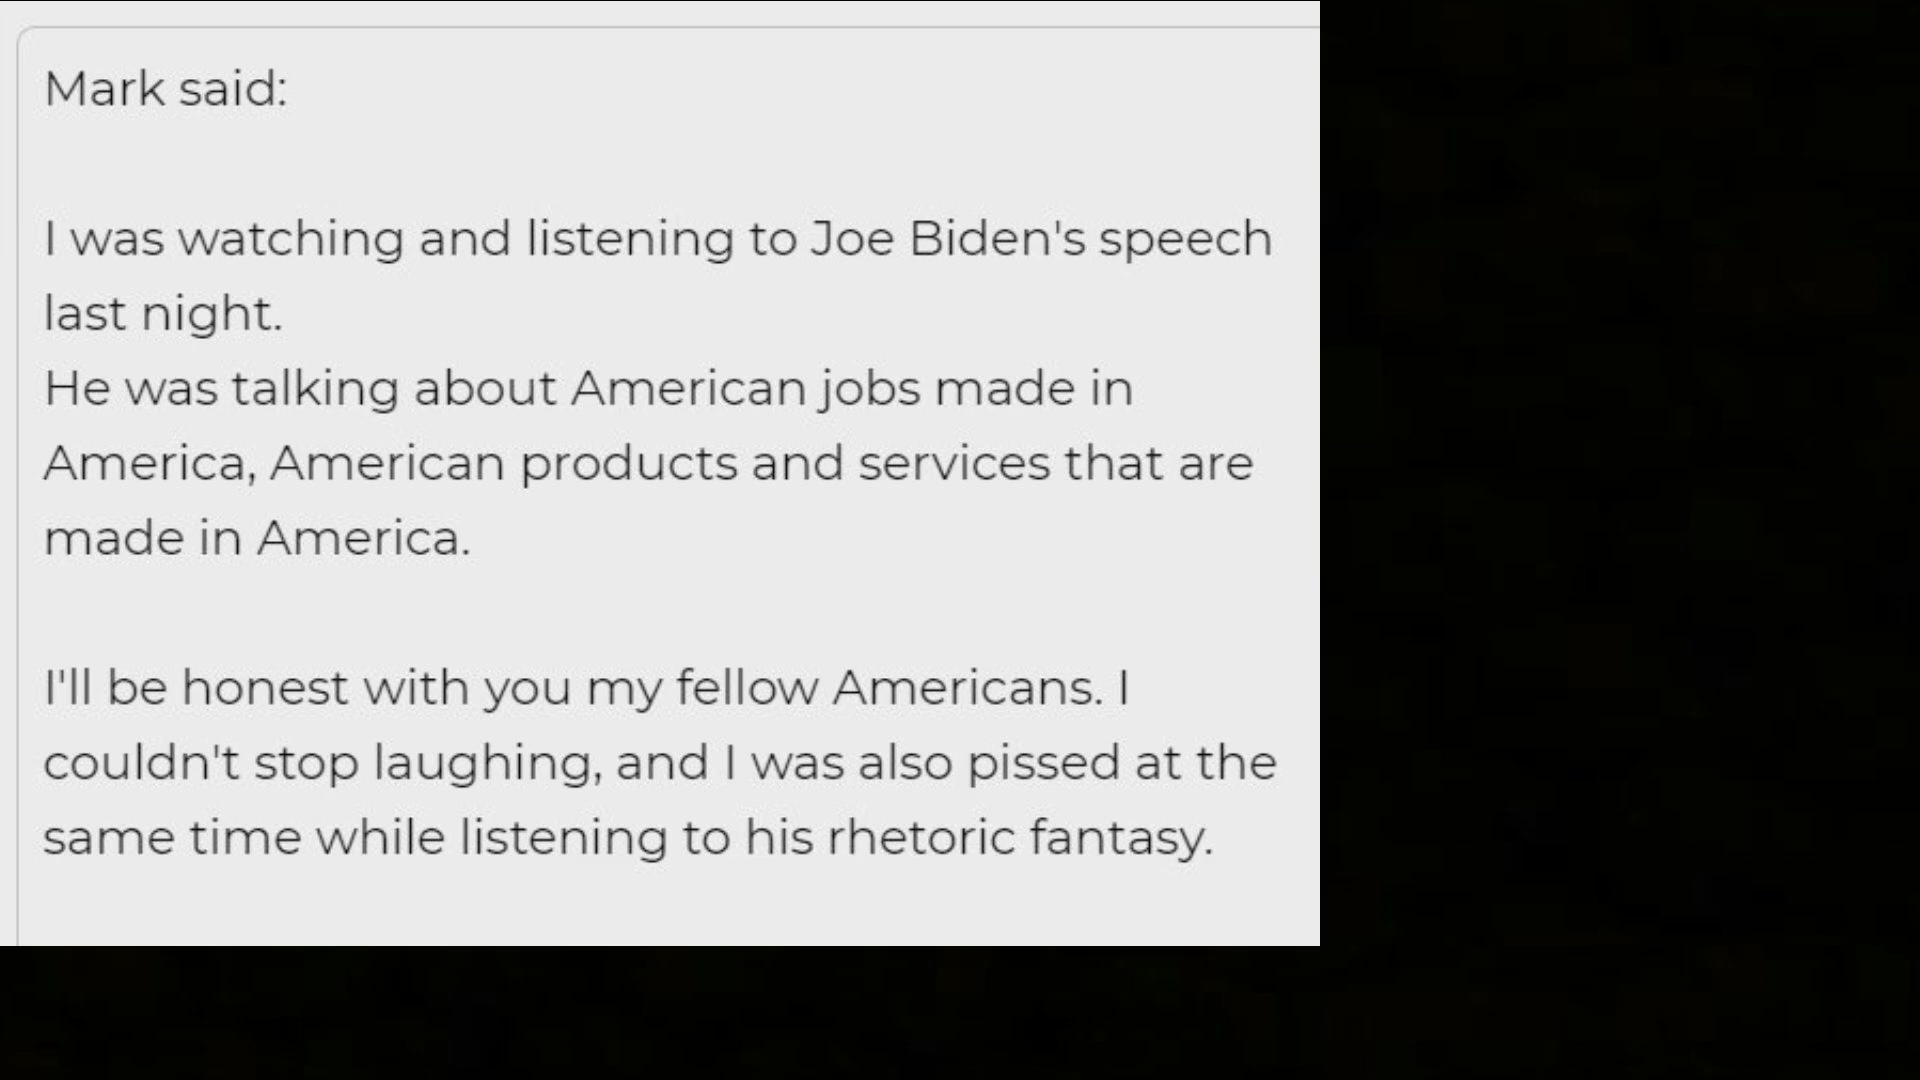 Mark said:
I was watching and listening to Joe Biden's speech
last night.
He was talking about American jobs made in
America, American products and services that are
made in America.
I'll be honest with you my fellow Americans. I
couldn't stop laughing, and I was also pissed at the
same time while listening to his rhetoric fantasy.